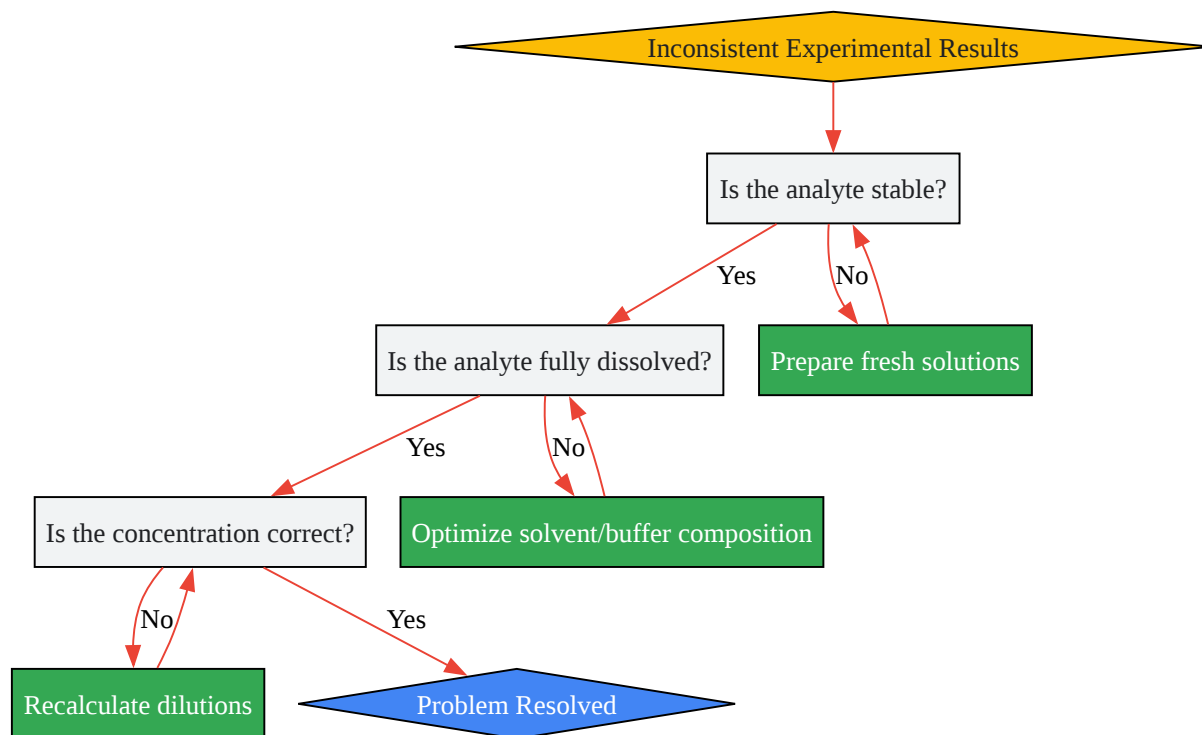 Inconsistent Experimental Results
Is the analyte stable?
Yes
No
Is the analyte fully dissolved?
Prepare fresh solutions
Yes
No
Is the concentration correct?
Optimize solvent/buffer composition
No
Yes
Recalculate dilutions
Problem Resolved